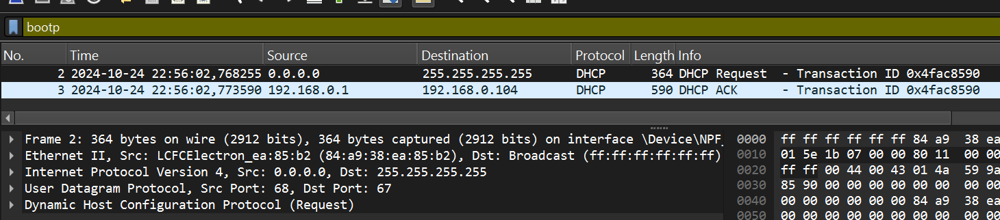 bootp
No. Time Source Destination Protocol Length Info
2 2024-10-24 22:56:02,768255 0.0.0.0 255.255.255.255 DHCP 364 DHCP Request - Transaction ID 0x4fac8590
3 2024-10-24 22:56:02,773590 192.168.0.1 192.168.0.104 DHCP 590 DHCP ACK - Transaction ID 0x4fac8590
Frame 2: 364 bytes on wire (2912 bits), 364 bytes captured (2912 bits) on interface \Device\NPF_ 0000 ff ff ff ff ff ff 84 a9 38 ea
Ethernet II, Src: LCFCElectron_ea:85:b2 (84:a9:38:ea:85:b2), Dst: Broadcast (ff:ff:ff:ff:ff:ff) 0010 01 5e 1b 07 00 00 80 11 00 00
Internet Protocol Version 4, Src: 0.0.0.0, Dst: 255.255.255.255 0020 ff ff 00 44 00 43 01 4a 59 9a
User Datagram Protocol, Src Port: 68, Dst Port: 67 0030 85 90 00 00 00 00 00 00 00 00
Dynamic Host Configuration Protocol (Request) 0040 00 00 00 00 00 00 84 a9 38 ea
0050 00 00 00 00 00 00 00 00 00 00